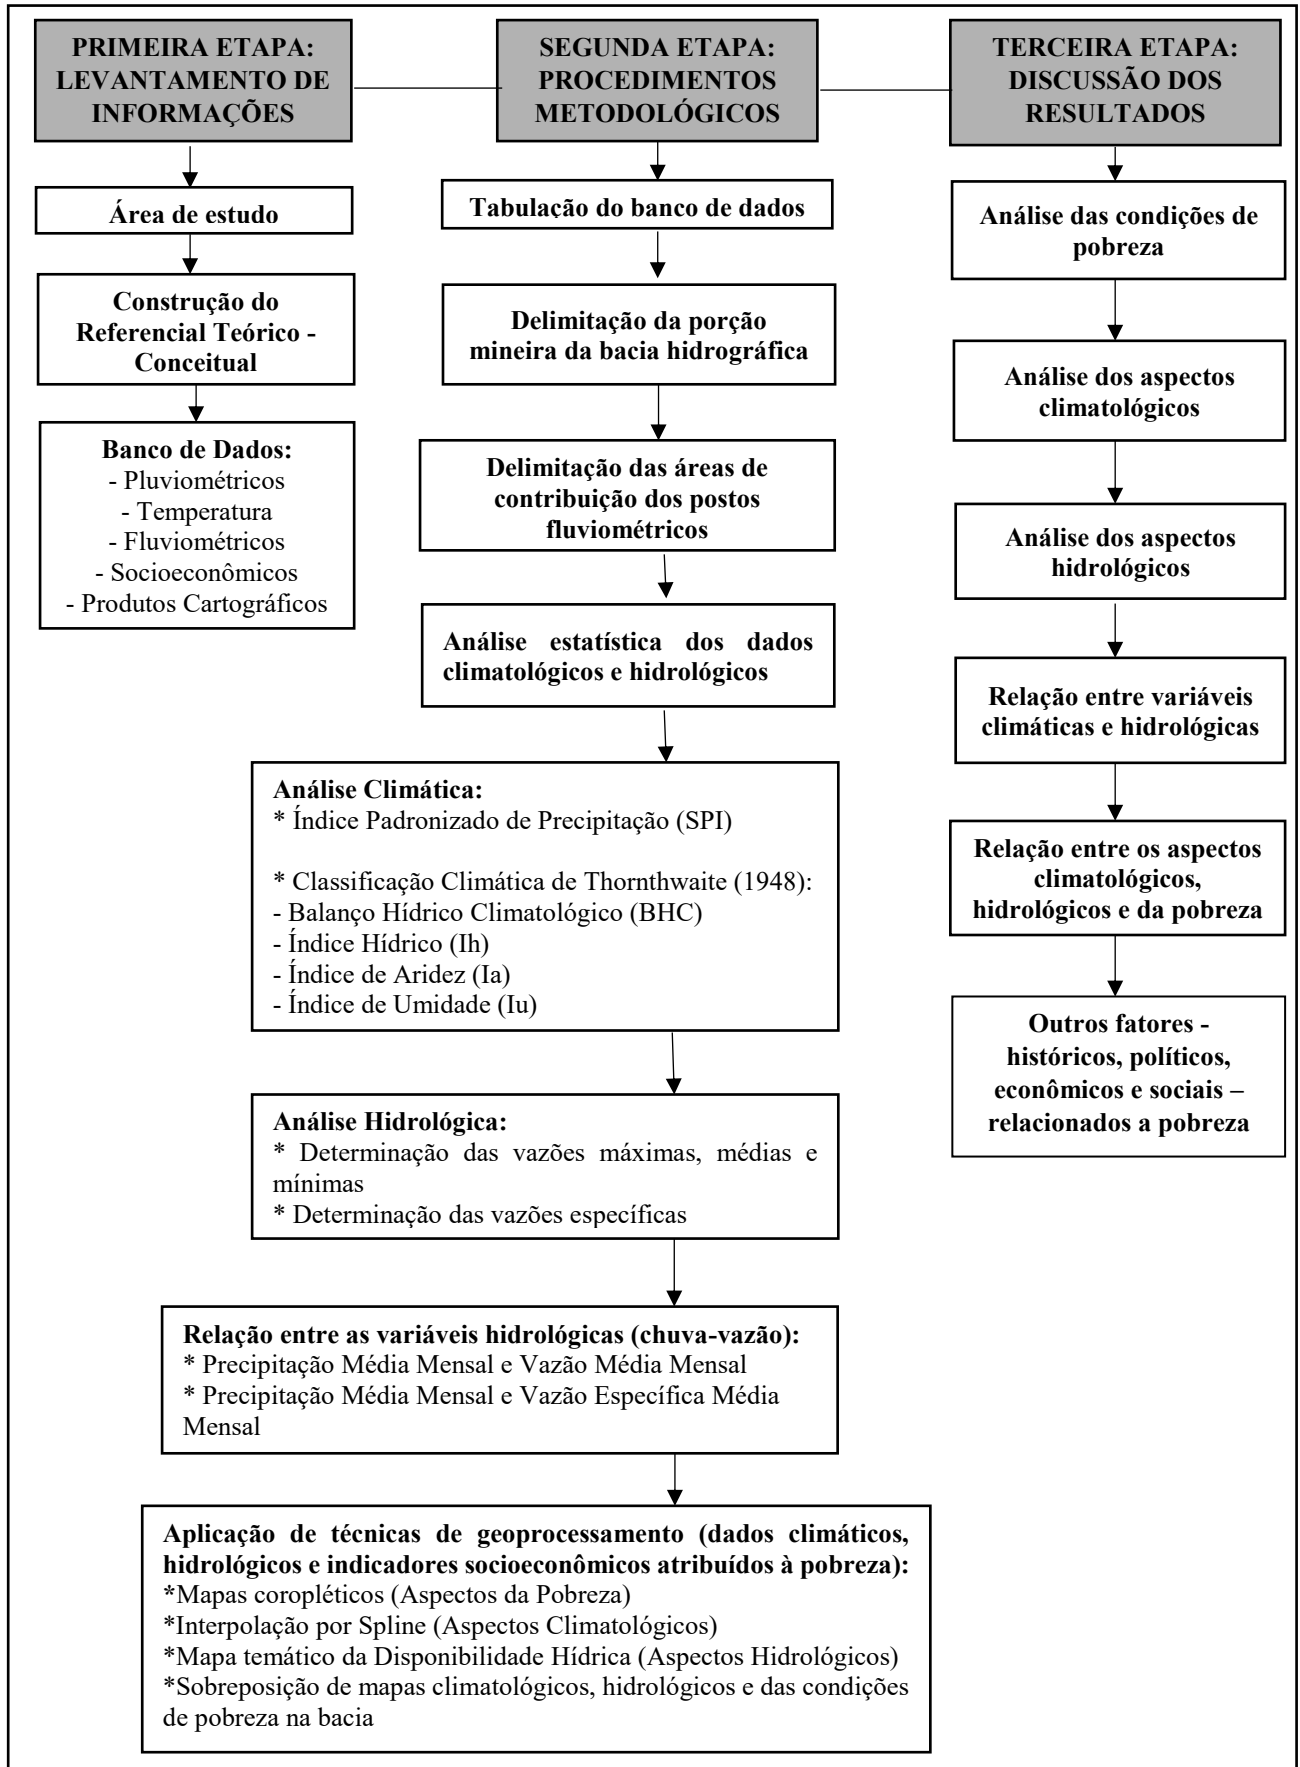 PRIMEIRA ETAPA:
LEVANTAMENTO DE
INFORMAÇÕES
Área de estudo
Construção do
Referencial Teórico -
Conceitual
Banco de Dados:
- Pluviométricos
- Temperatura
- Fluviométricos
- Socioeconômicos
- Produtos Cartográficos
SEGUNDA ETAPA:
PROCEDIMENTOS
METODOLÓGICOS
Tabulação do banco de dados
Delimitação da porção
mineira da bacia hidrográfica
Delimitação das áreas de
contribuição dos postos
fluviométricos
Análise estatística dos dados
climatológicos e hidrológicos
Análise Climática:
* Índice Padronizado de Precipitação (SPI)
* Classificação Climática de Thornthwaite (1948):
- Balanço Hídrico Climatológico (BHC)
- Índice Hídrico (Ih)
- Índice de Aridez (Ia)
- Índice de Umidade (Iu)
Análise Hidrológica:
* Determinação das vazões máximas, médias e
mínimas
* Determinação das vazões específicas
Relação entre as variáveis hidrológicas (chuva-vazão):
* Precipitação Média Mensal e Vazão Média Mensal
* Precipitação Média Mensal e Vazão Específica Média
Mensal
Aplicação de técnicas de geoprocessamento (dados climáticos,
hidrológicos e indicadores socioeconômicos atribuídos à pobreza):
*Mapas coropléticos (Aspectos da Pobreza)
*Interpolação por Spline (Aspectos Climatológicos)
*Mapa temático da Disponibilidade Hídrica (Aspectos Hidrológicos)
*Sobreposição de mapas climatológicos, hidrológicos e das condições
de pobreza na bacia
TERCEIRA ETAPA:
DISCUSSÃO DOS
RESULTADOS
Análise das condições de
pobreza
Análise dos aspectos
climatológicos
Análise dos aspectos
hidrológicos
Relação entre variáveis
climáticas e hidrológicas
Relação entre os aspectos
climatológicos,
hidrológicos e da pobreza
Outros fatores -
históricos, políticos,
econômicos e sociais –
relacionados a pobreza